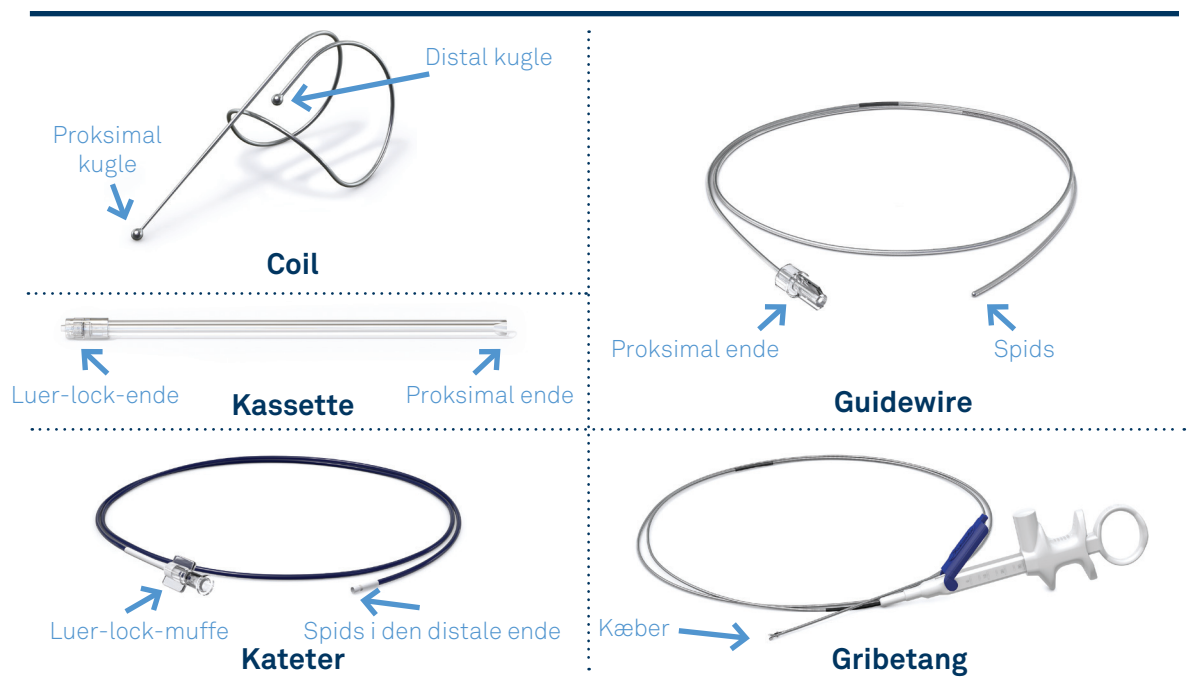 Distal kugle
Proksimal
kugle
Coil
Luer-lock-ende
Proksimal ende
Kassette
Proksimal ende
Spids
Guidewire
Luer-lock-muffe
Spids i den distale ende
Kateter
Kæber
Gribetang